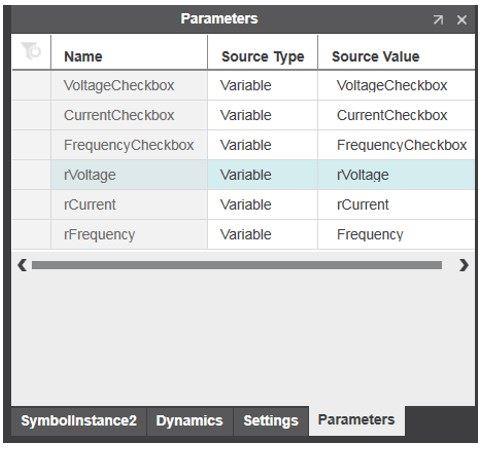 Parameters
Name Source Type Source Value
VoltageCheckbox Variable VoltageCheckbox
CurrentCheckbox Variable CurrentCheckbox
FrequencyCheckbox Variable FrequencyCheckbox
rVoltage Variable rVoltage
rCurrent Variable rCurrent
rFrequency Variable Frequency
SymbolInstance2 Dynamics Settings Parameters